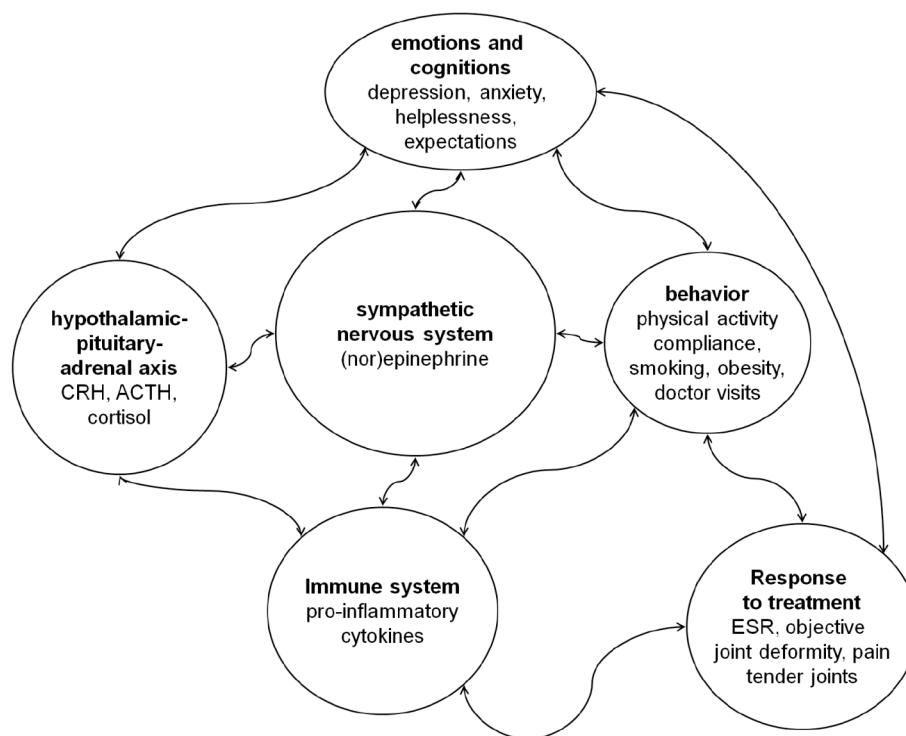 emotions and
cognitions
depression, anxiety,
helplessness,
expectations
hypothalamic-
pituitary-
adrenal axis
CRH, ACTH,
cortisol
sympathetic
nervous system
(nor)epinephrine
behavior
physical activity
compliance,
smoking, obesity,
doctor visits
Immune system
pro-inflammatory
cytokines
Response
to treatment
ESR, objective
joint deformity, pain
tender joints